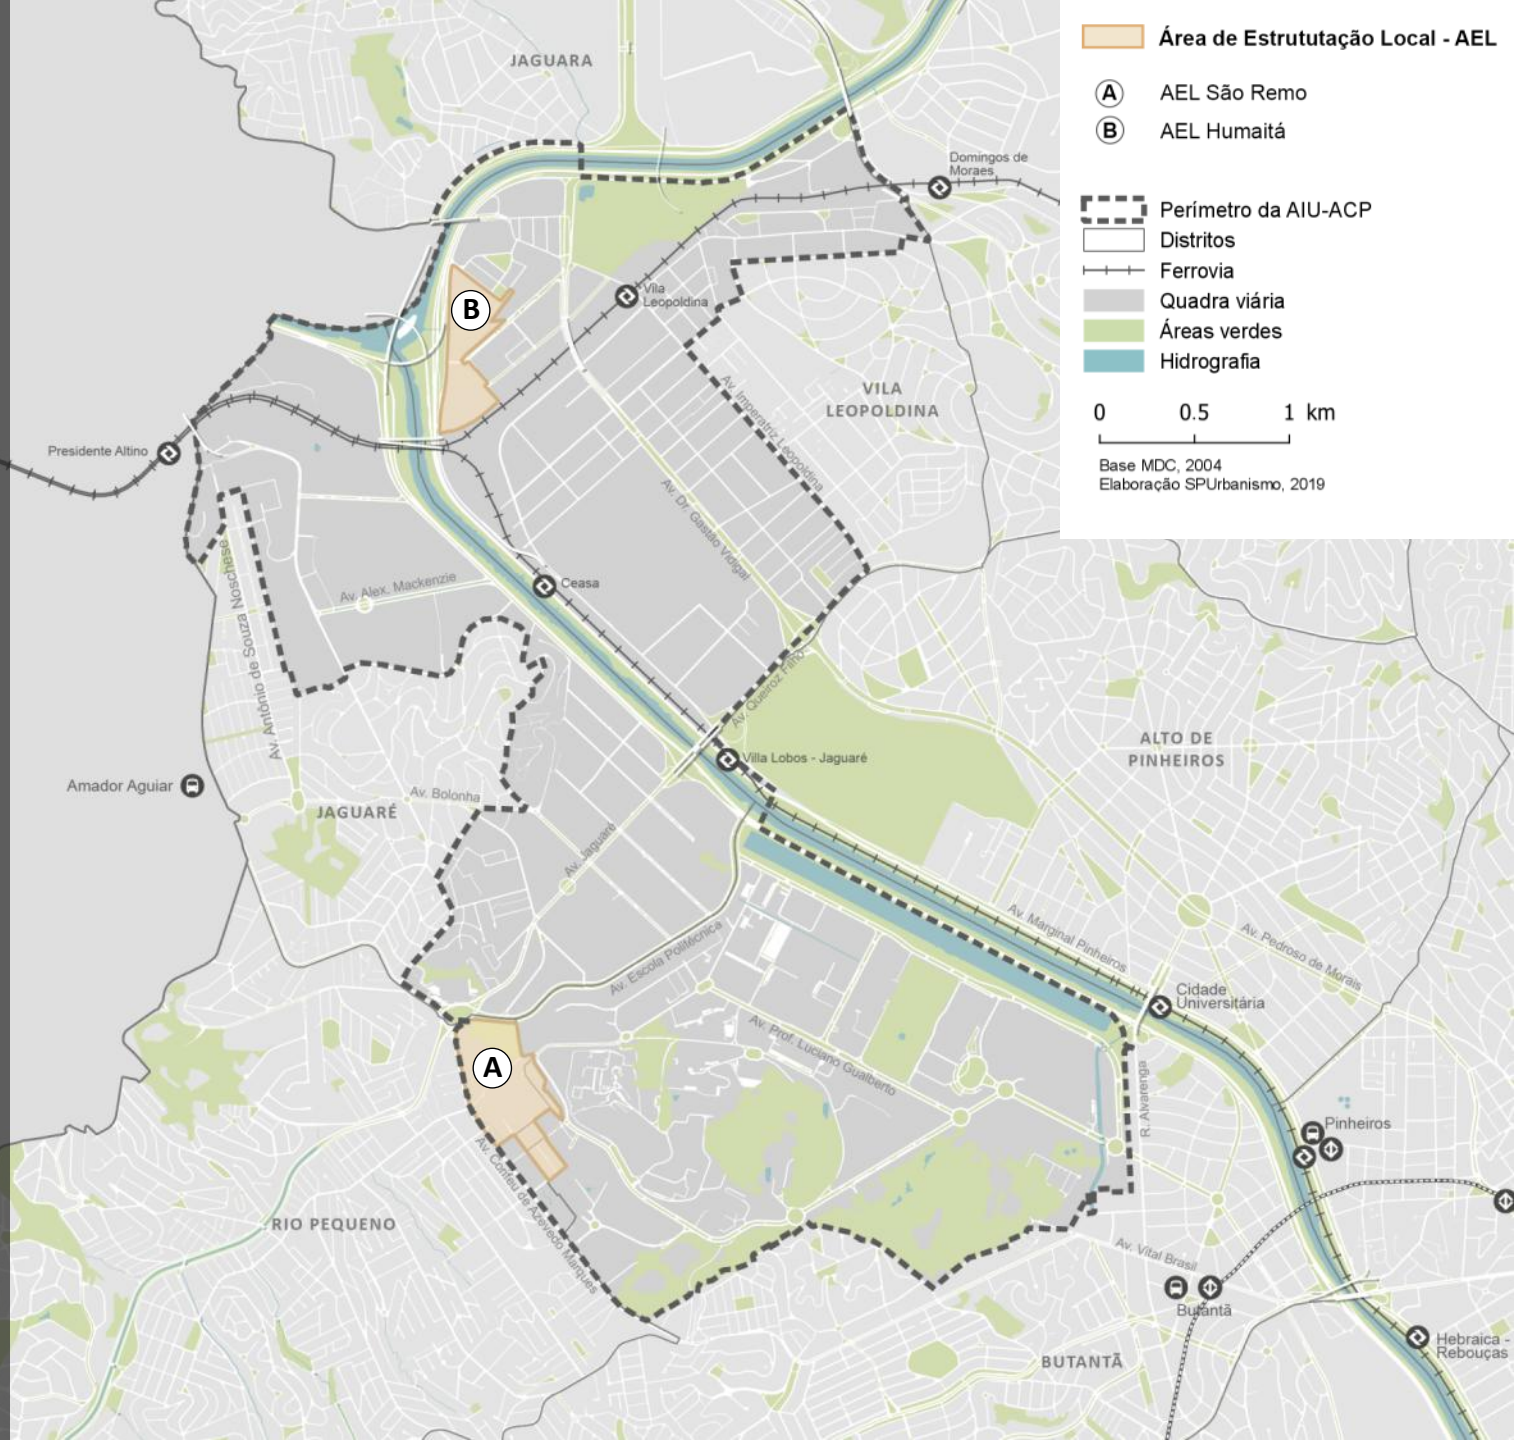 Área de Estrututação Local - AEL
A
AEL São Remo
B
AEL Humaitá
Perímetro da AIU-ACP
Distritos
Ferrovia
Quadra viária
Áreas verdes
Hidrografia
0 0.5 1 km
Base MDC, 2004
Elaboração SPUrbanismo, 2019
JAGUARA
Domingos de
Moraes
Vila
Leopoldina
B
VILA
LEOPOLDINA
Av. Imperatriz Leopoldina
Presidente Altino
Av. Dr. Gastão Vidigal
Av. Antônio de Souza Noschese
Av. Alex. Mackenzie
Ceasa
Av. Queiroz Filho
ALTO DE
PINHEIROS
Villa Lobos - Jaguaré
Amador Aguiar
Av. Bolonha
JAGUARÉ
Av. Jaguaré
Av. Marginal Pinheiros
Av. Pedroso de Morais
Av. Escola Politécnica
Cidade
Universitária
Av. Prof. Luciano Gualberto
A
R. Alvarenga
Pinheiros
Av. Corifeu de Azevedo Marques
RIO PEQUENO
Av. Vital Brasil
Butantã
Hebraica -
Rebouças
BUTANTÃ